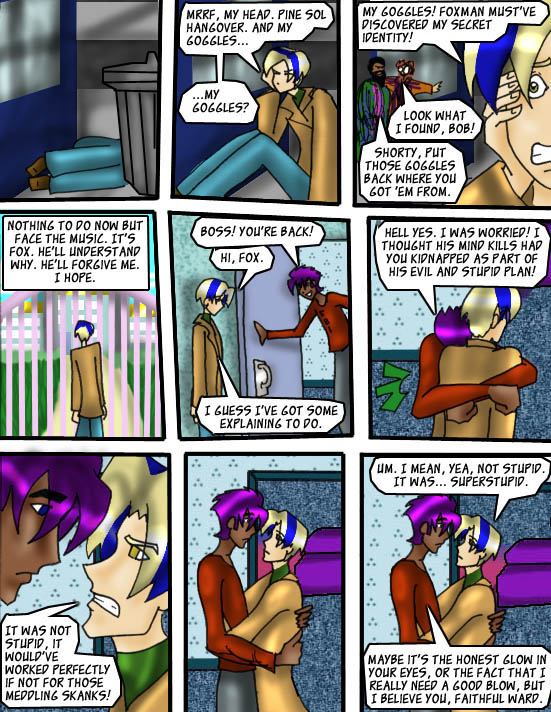 MRRF, MY HEAD. PINE SOL
HANGOVER. AND MY
GOGGLES...
...MY
GOGGLES?
MY GOGGLES! FOXMAN MUST'VE
DISCOVERED MY SECRET
IDENTITY!
LOOK WHAT
I FOUND, BOB!
SHORTY, PUT
THOSE GOGGLES
BACK WHERE YOU
GOT 'EM FROM.
NOTHING TO DO NOW BUT
FACE THE MUSIC. IT'S
FOX. HE'LL UNDERSTAND
WHY. HE'LL FORGIVE ME.
I HOPE.
BOSS! YOU'RE BACK!
HI, FOX.
I GUESS I'VE GOT SOME
EXPLAINING TO DO.
HELL YES. I WAS WORRIED! I
THOUGHT HIS MIND KILLS HAD
YOU KIDNAPPED AS PART OF
HIS EVIL AND STUPID PLAN!
IT WAS NOT
STUPID, IT
WOULD'VE
WORKED PERFECTLY
IF NOT FOR THOSE
MEDDLING SKANKS!
UM. I MEAN, YEA, NOT STUPID.
IT WAS... SUPERSTUPID.
MAYBE IT'S THE HONEST GLOW IN
YOUR EYES, OR THE FACT THAT I
REALLY NEED A GOOD BLOW, BUT
I BELIEVE YOU, FAITHFUL WARD.